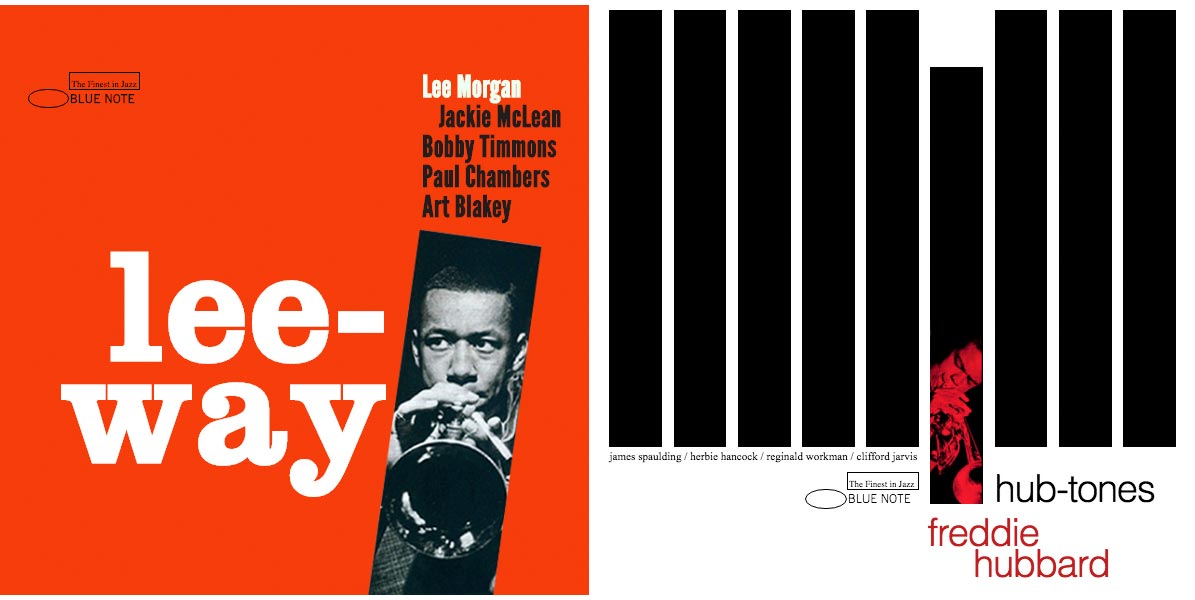 The Finest in Jazz
BLUE NOTE
Lee Morgan
Jackie McLean
Bobby Timmons
Paul Chambers
Art Blakey
lee-
way
james spaulding / herbie hancock / reginald workman / clifford jarvis
The Finest in Jazz
BLUE NOTE
hub-tones
freddie
hubbard